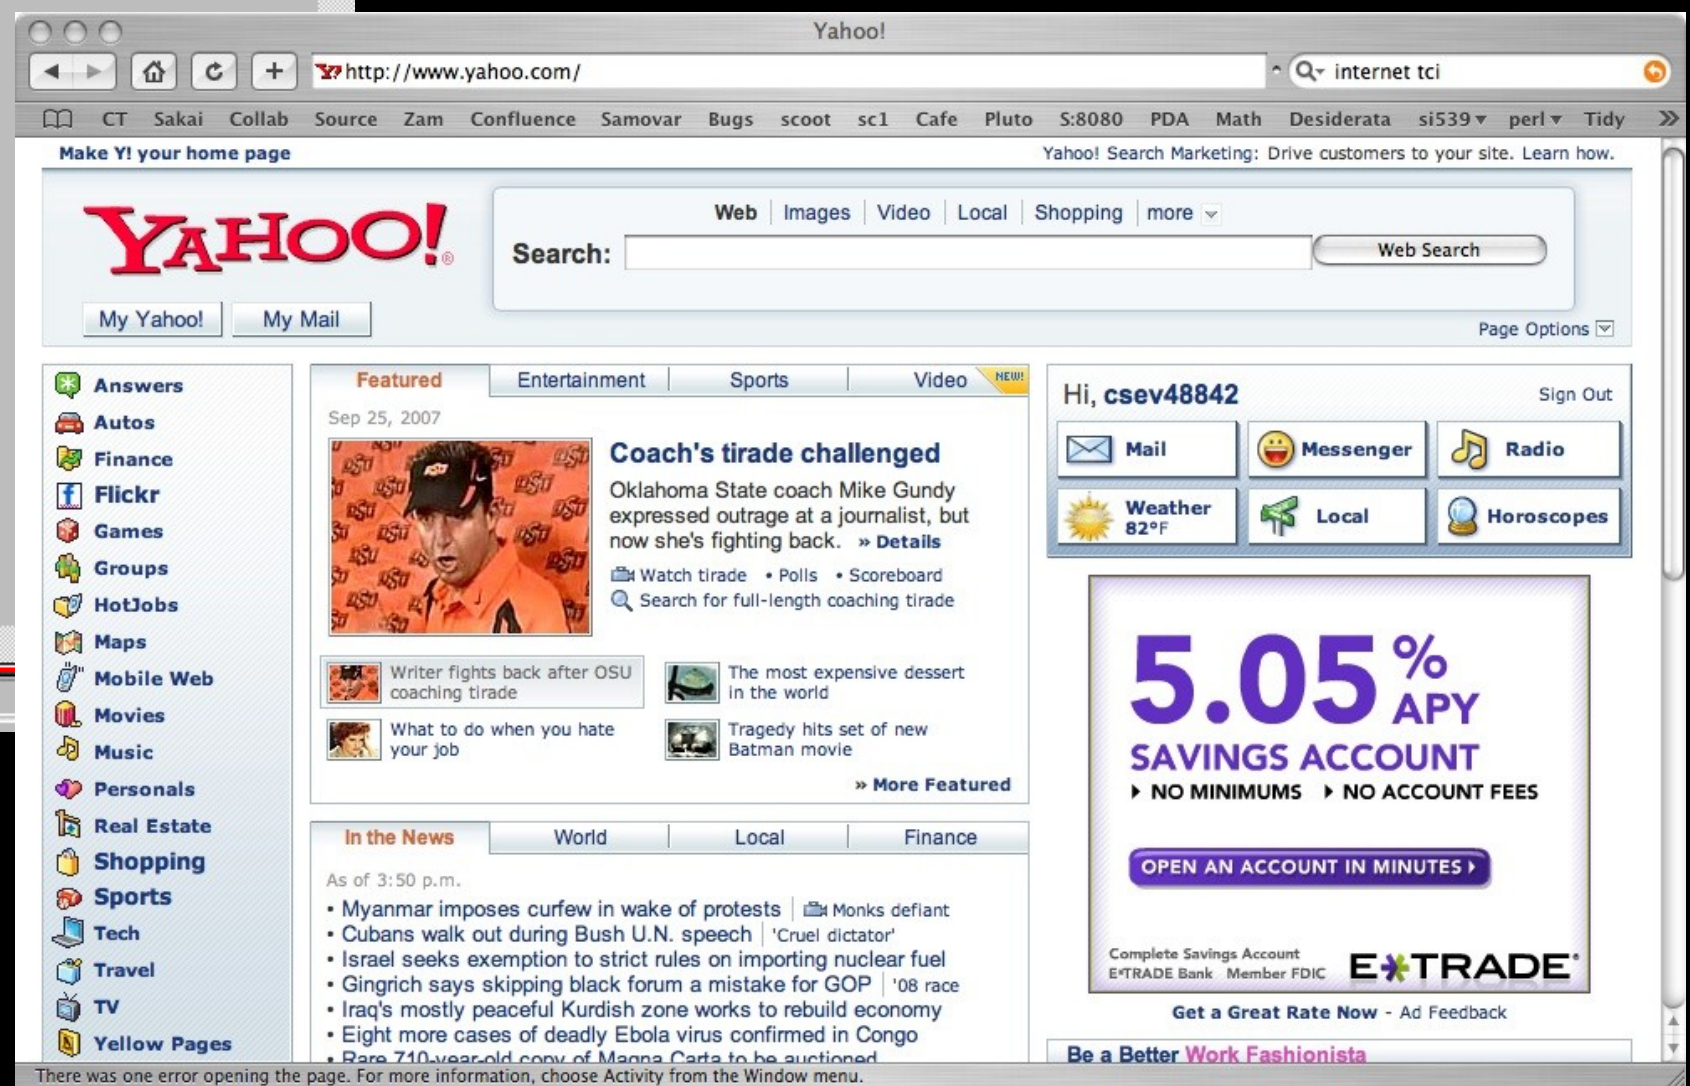 Yahoo!
http://www.yahoo.com/
internet tci
CT Sakai Collab Source Zam Confluence Samovar Bugs scoot sc1 Cafe Pluto S:8080 PDA Math Desiderata si539 perl Tidy
Make Y! your home page
Yahoo! Search Marketing: Drive customers to your site. Learn how.
YAHOO!®
Web Images Video Local Shopping more
Search:
Web Search
My Yahoo! My Mail
Page Options
Answers
Autos
Finance
Flickr
Games
Groups
HotJobs
Maps
Mobile Web
Movies
Music
Personals
Real Estate
Shopping
Sports
Tech
Travel
TV
Yellow Pages
Featured Entertainment Sports Video NEW!
Sep 25, 2007
Coach's tirade challenged
Oklahoma State coach Mike Gundy
expressed outrage at a journalist, but
now she's fighting back. » Details
Watch tirade • Polls • Scoreboard
Search for full-length coaching tirade
Writer fights back after OSU
coaching tirade
The most expensive dessert
in the world
What to do when you hate
your job
Tragedy hits set of new
Batman movie
» More Featured
In the News World Local Finance
As of 3:50 p.m.
• Myanmar imposes curfew in wake of protests | Monks defiant
• Cubans walk out during Bush U.N. speech | 'Cruel dictator'
• Israel seeks exemption to strict rules on importing nuclear fuel
• Gingrich says skipping black forum a mistake for GOP | '08 race
• Iraq's mostly peaceful Kurdish zone works to rebuild economy
• Eight more cases of deadly Ebola virus confirmed in Congo
• Rare 710-year-old copy of Magna Carta to be auctioned
Hi, csev48842
Sign Out
Mail Messenger Radio
Weather
82°F
Local Horoscopes
5.05%
APY
SAVINGS ACCOUNT
NO MINIMUMS NO ACCOUNT FEES
OPEN AN ACCOUNT IN MINUTES
Complete Savings Account
E*TRADE Bank Member FDIC
E*TRADE
Get a Great Rate Now - Ad Feedback
Be a Better Work Fashionista
There was one error opening the page. For more information, choose Activity from the Window menu.